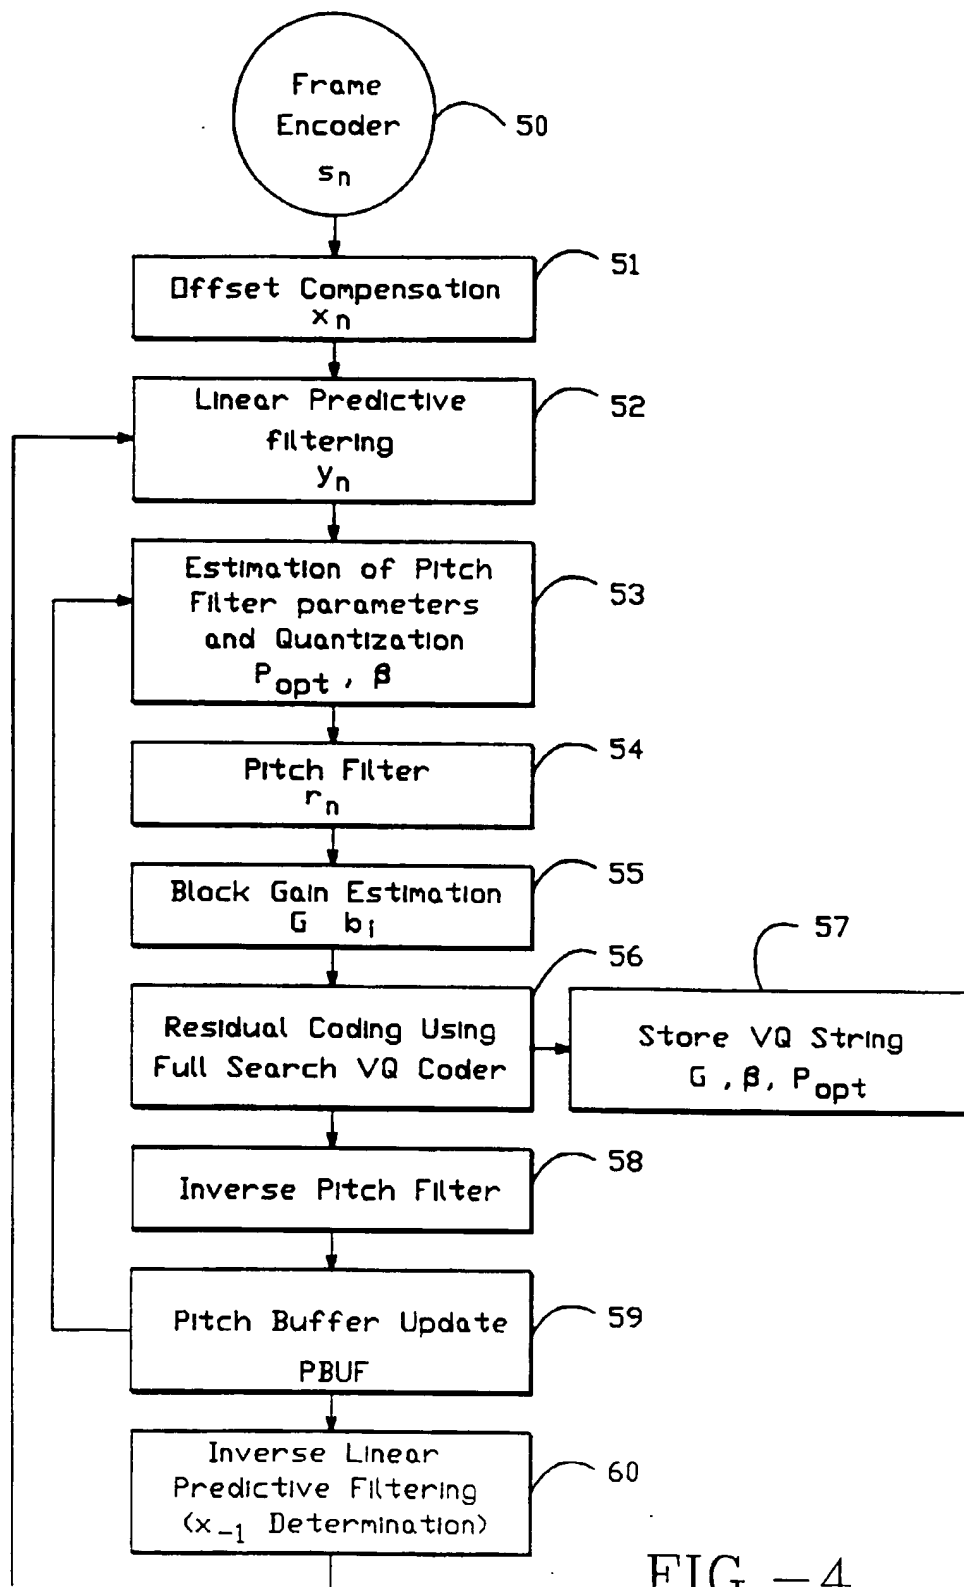 Frame
Encoder
sn
50
51
Offset Compensation
xn
52
Linear Predictive
filtering
yn
53
Estimation of Pitch
Filter parameters
and Quantization
Popt, β
54
Pitch Filter
rn
55
Block Gain Estimation
G bi
56
Residual Coding Using
Full Search VQ Coder
57
Store VQ String
G, β, Popt
58
Inverse Pitch Filter
59
Pitch Buffer Update
PBUF
60
Inverse Linear
Predictive Filtering
(x-1 Determination)
FIG.-4